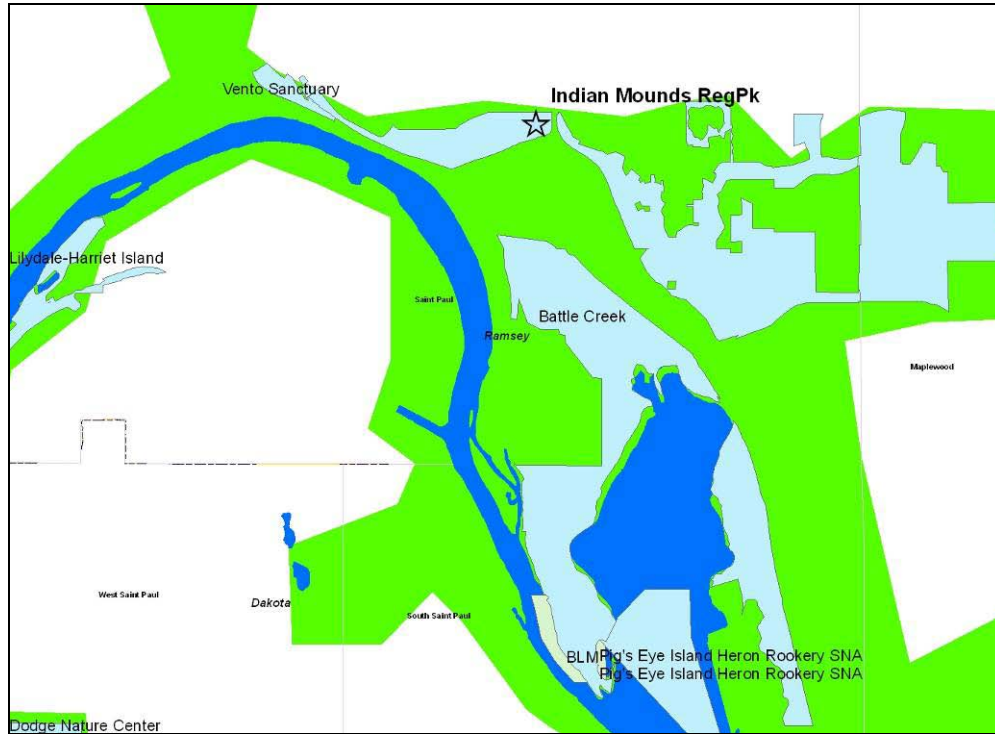 Vento Sanctuary
Indian Mounds RegPk
Lilydale-Harriet Island
Saint Paul
Battle Creek
Ramsey
Maplewood
West Saint Paul
Dakota
South Saint Paul
BLM
Pig's Eye Island Heron Rookery SNA
Pig's Eye Island Heron Rookery SNA
Dodge Nature Center